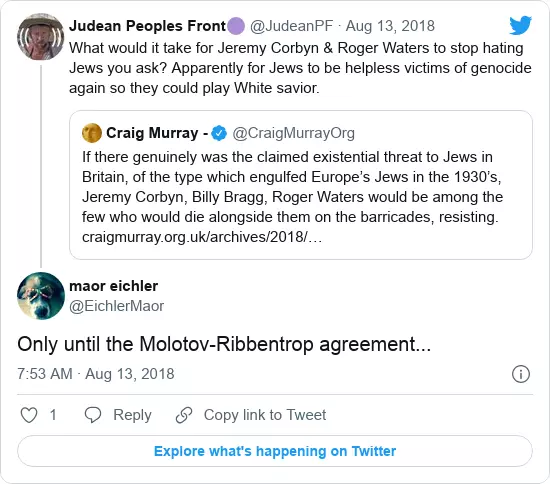 Judean Peoples Front @JudeanPF · Aug 13, 2018
What would it take for Jeremy Corbyn & Roger Waters to stop hating
Jews you ask? Apparently for Jews to be helpless victims of genocide
again so they could play White savior.
Craig Murray - @CraigMurrayOrg
If there genuinely was the claimed existential threat to Jews in
Britain, of the type which engulfed Europe’s Jews in the 1930’s,
Jeremy Corbyn, Billy Bragg, Roger Waters would be among the
few who would die alongside them on the barricades, resisting.
craigmurray.org.uk/archives/2018/…
maor eichler
@EichlerMaor
Only until the Molotov-Ribbentrop agreement...
7:53 AM · Aug 13, 2018
1 Reply Copy link to Tweet
Explore what's happening on Twitter